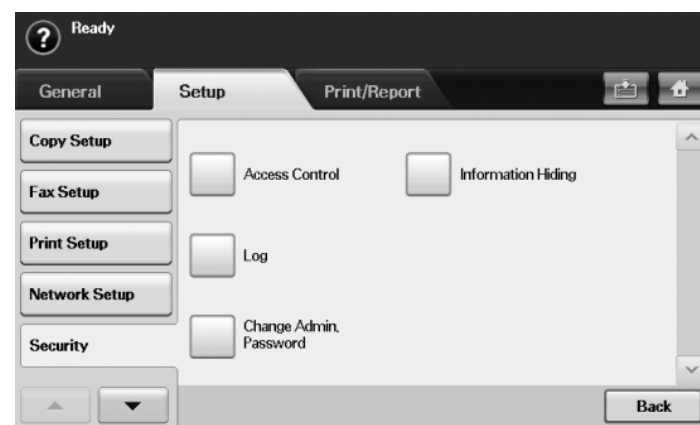 ? Ready
General Setup Print/Report
Copy Setup
Fax Setup
Print Setup
Network Setup
Security
Access Control Information Hiding
Log
Change Admin.
Password
Back